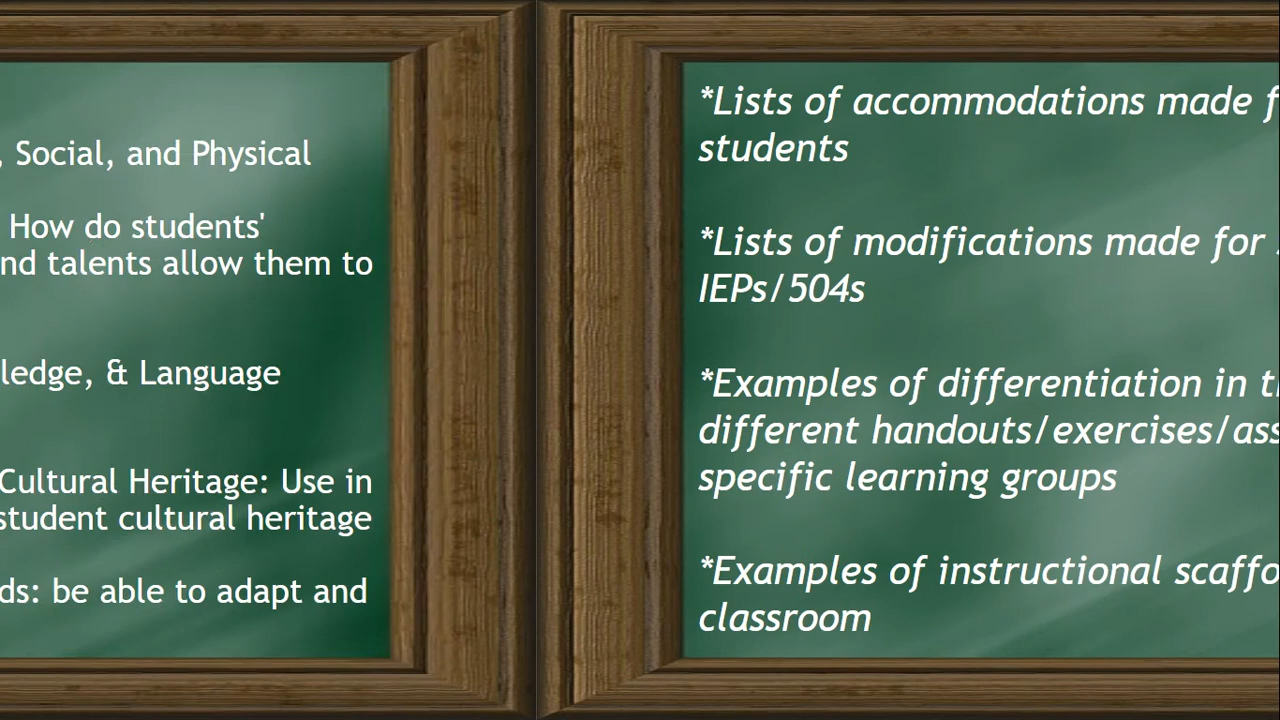 , Social, and Physical
How do students'
nd talents allow them to
ledge, & Language
Cultural Heritage: Use in
student cultural heritage
ds: be able to adapt and
*Lists of accommodations made f
students
*Lists of modifications made for
IEPs/504s
*Examples of differentiation in t
different handouts/exercises/ass
specific learning groups
*Examples of instructional scaffo
classroom